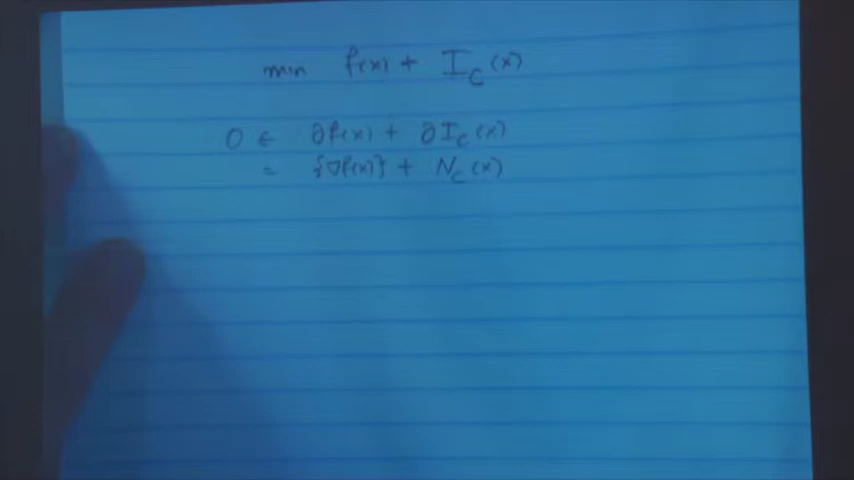 min f(x) + I_C(x)
0 ∈ ∂f(x) + ∂I_C(x)
= {∇f(x)} + N_C(x)